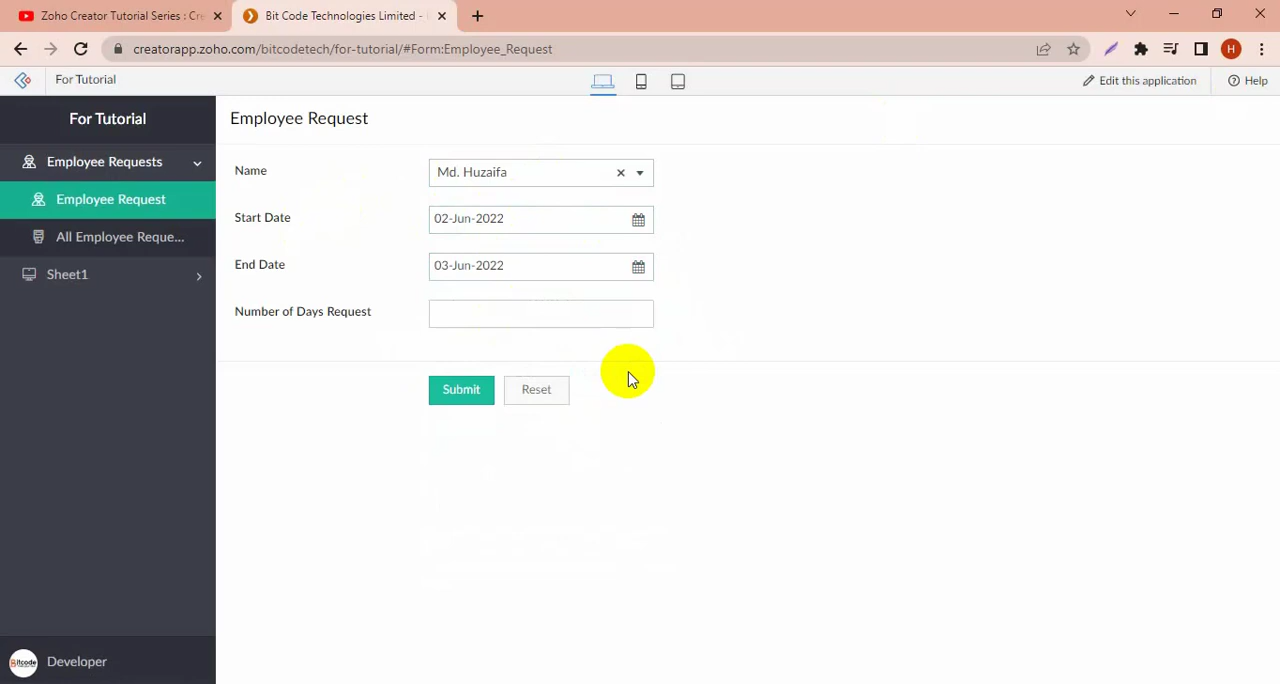 Zoho Creator Tutorial Series : Cre
Bit Code Technologies Limited -
creatorapp.zoho.com/bitcodetech/for-tutorial/#Form:Employee_Request
H
For Tutorial
Edit this application
Help
For Tutorial
Employee Requests
Employee Request
All Employee Reque...
Sheet1
Employee Request
Name
Md. Huzaifa
Start Date
02-Jun-2022
End Date
03-Jun-2022
Number of Days Request
Submit
Reset
Bitcode
Developer